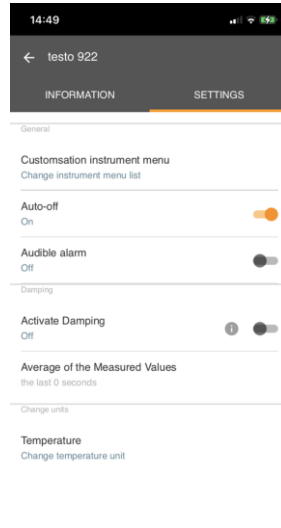 14:49
← testo 922
INFORMATION SETTINGS
General
Customsation instrument menu
Change instrument menu list
Auto-off
On
Audible alarm
Off
Damping
Activate Damping
Off
Average of the Measured Values
the last 0 seconds
Change units
Temperature
Change temperature unit